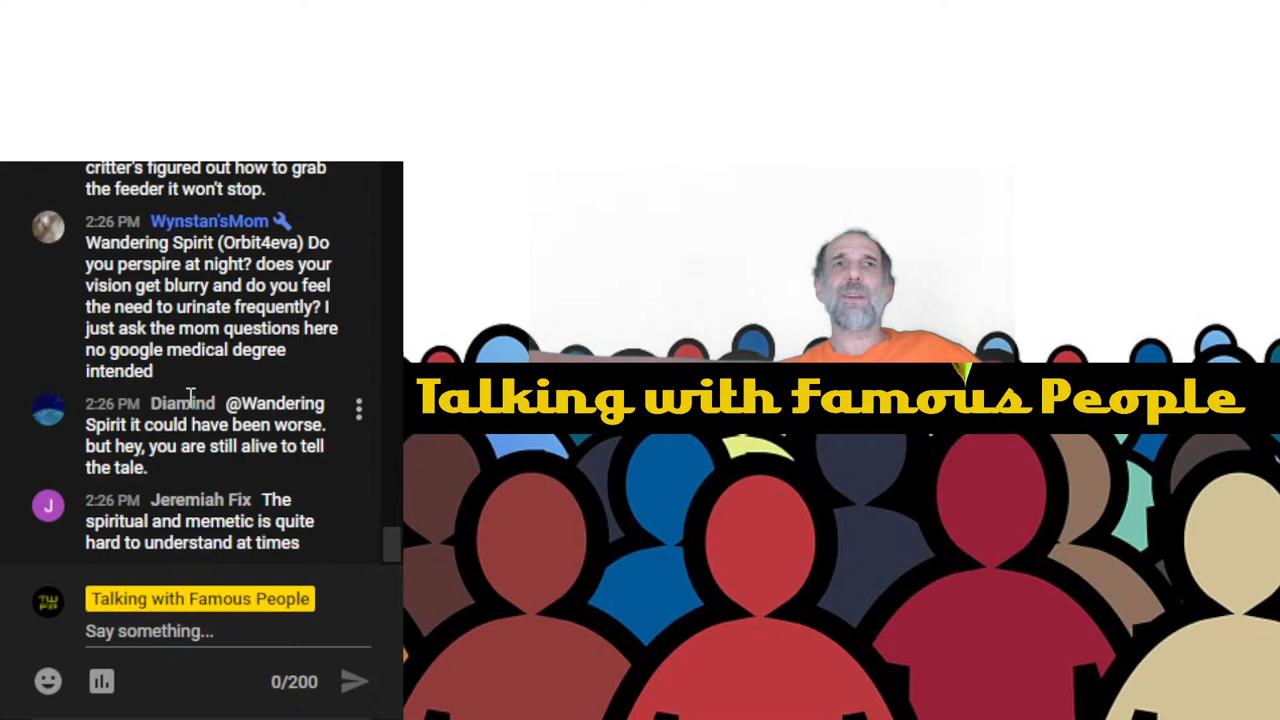 critter's figured out how to grab
the feeder it won't stop.
2:26 PM Wynstan'sMom
Wandering Spirit (Orbit4eva) Do
you perspire at night? does your
vision get blurry and do you feel
the need to urinate frequently? I
just ask the mom questions here
no google medical degree
intended
2:26 PM Diamind @Wandering
Spirit it could have been worse.
but hey, you are still alive to tell
the tale.
J
2:26 PM Jeremiah Fix The
spiritual and memetic is quite
hard to understand at times
TW
FP
Talking with Famous People
Say something...
0/200
Talking with Famous People